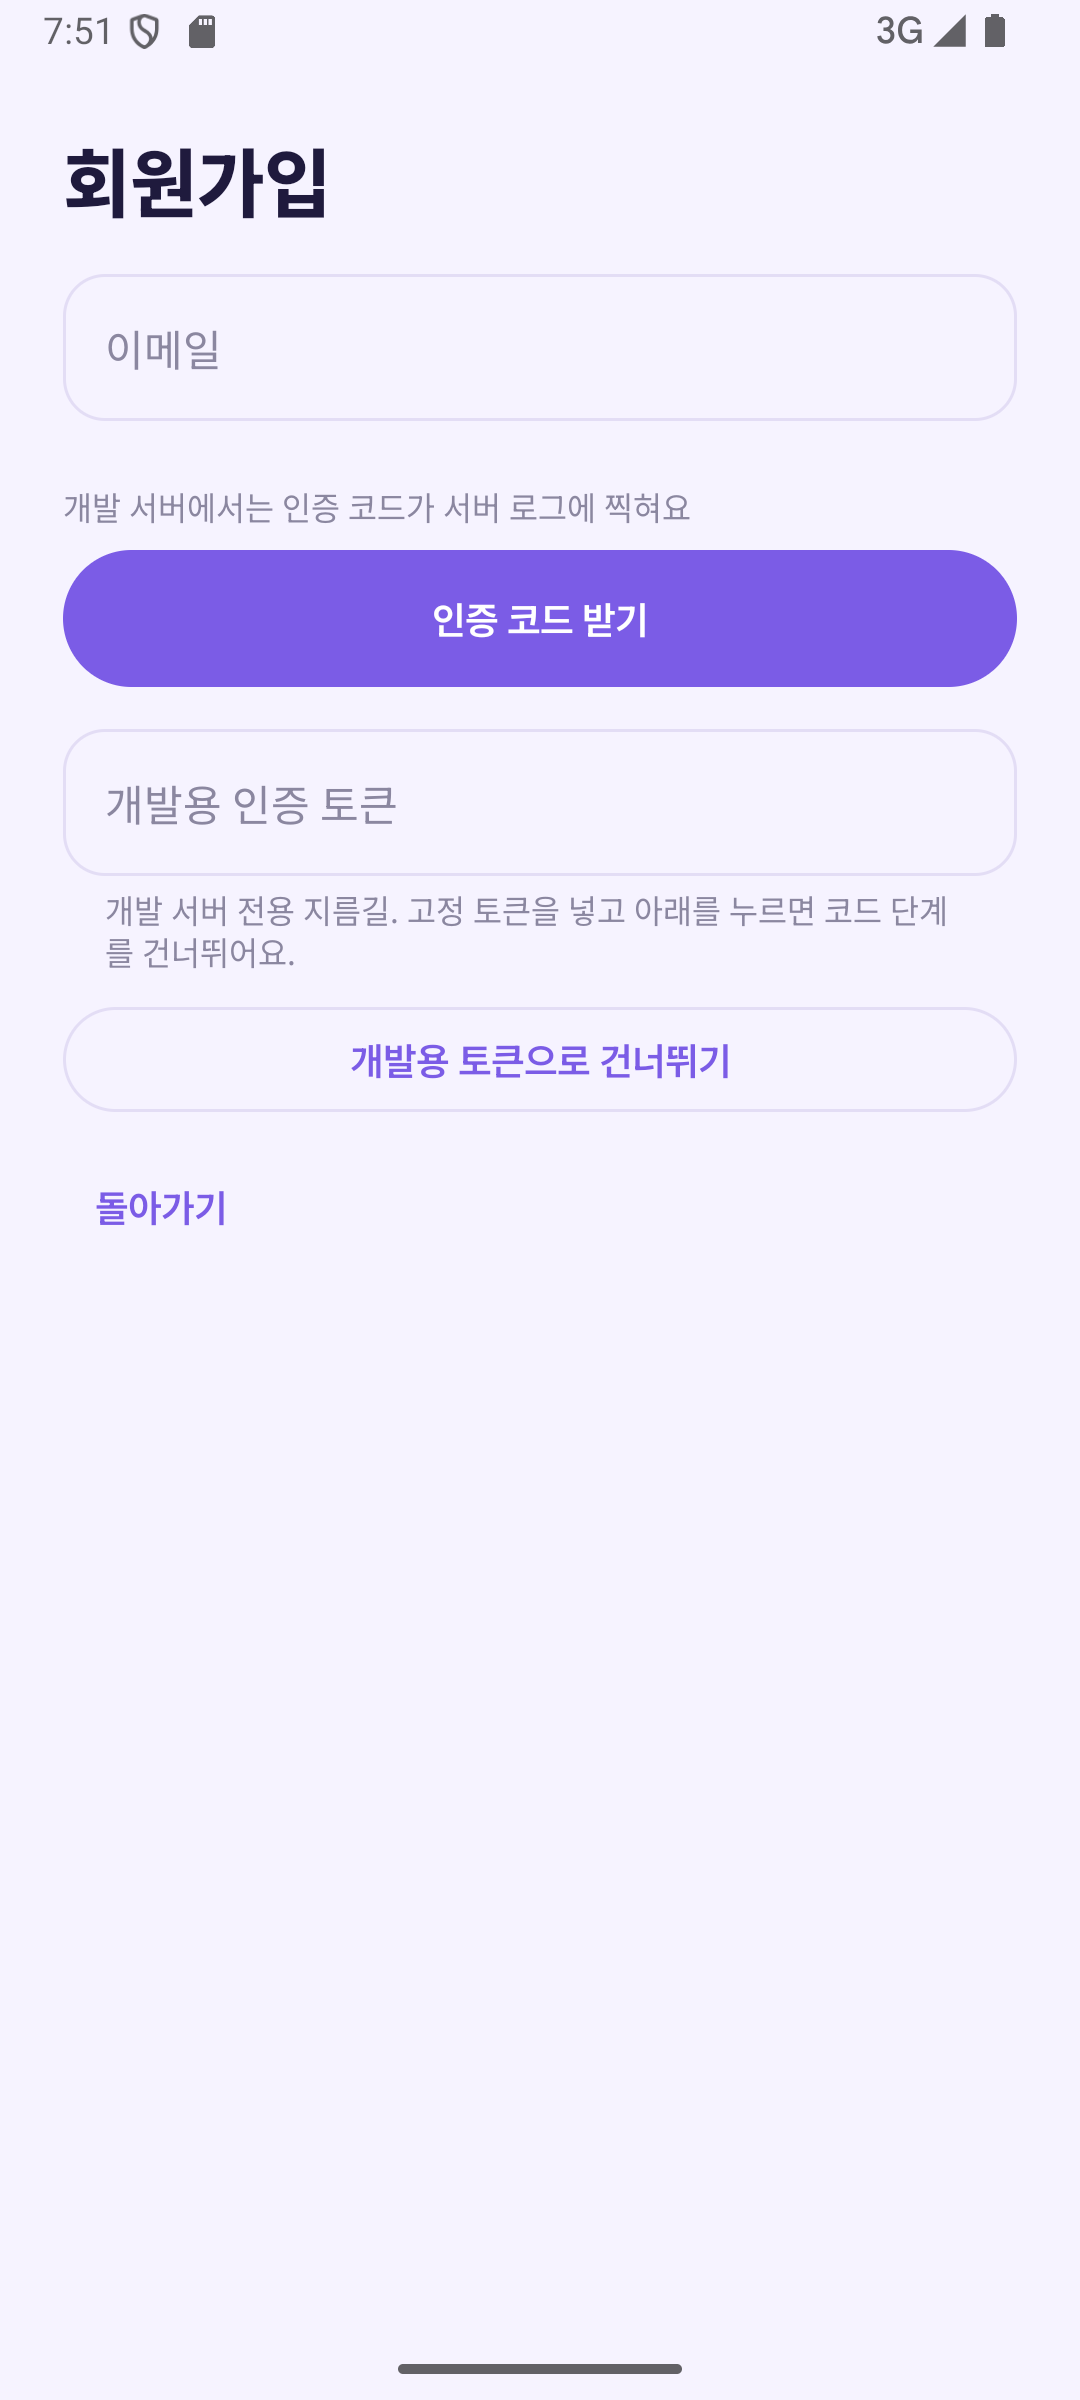 7:51
3G
회원가입
이메일
개발 서버에서는 인증 코드가 서버 로그에 찍혀요
인증 코드 받기
개발용 인증 토큰
개발 서버 전용 지름길. 고정 토큰을 넣고 아래를 누르면 코드 단계
를 건너뛰어요.
개발용 토큰으로 건너뛰기
돌아가기